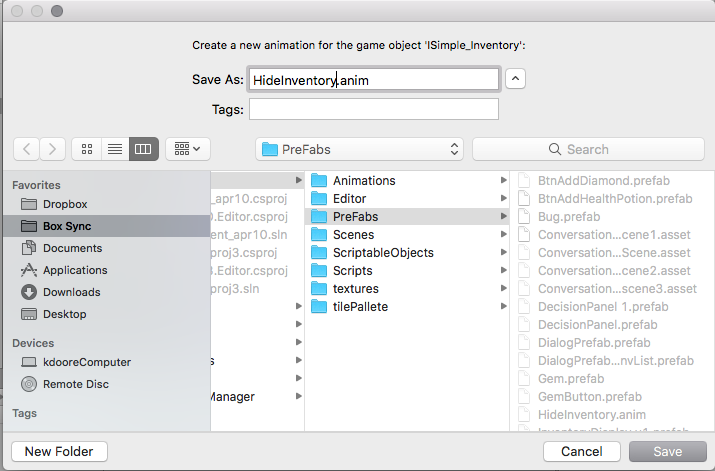 Create a new animation for the game object 'ISimple_Inventory':
Save As: HideInventory.anim
Tags:
PreFabs
Search
Favorites
Dropbox
Box Sync
Documents
Applications
Downloads
Desktop
Devices
kdooreComputer
Remote Disc
Tags
_apr10.csproj
.Editor.csproj
ent_apr10.sln
proj3.csproj
.Editor.csproj
proj3.sln
s
Manager
Animations
Editor
PreFabs
Scenes
ScriptableObjects
Scripts
textures
tilePallete
BtnAddDiamond.prefab
BtnAddHealthPotion.prefab
Bug.prefab
Conversation...cene1.asset
Conversation...Scene.asset
Conversation...cene2.asset
Conversation...scene3.asset
DecisionPanel 1.prefab
DecisionPanel.prefab
DialogPrefab.prefab
DialogPrefab...nvList.prefab
Gem.prefab
GemButton.prefab
HideInventory.anim
InventoryDisplay v1.prefab
New Folder
Cancel
Save